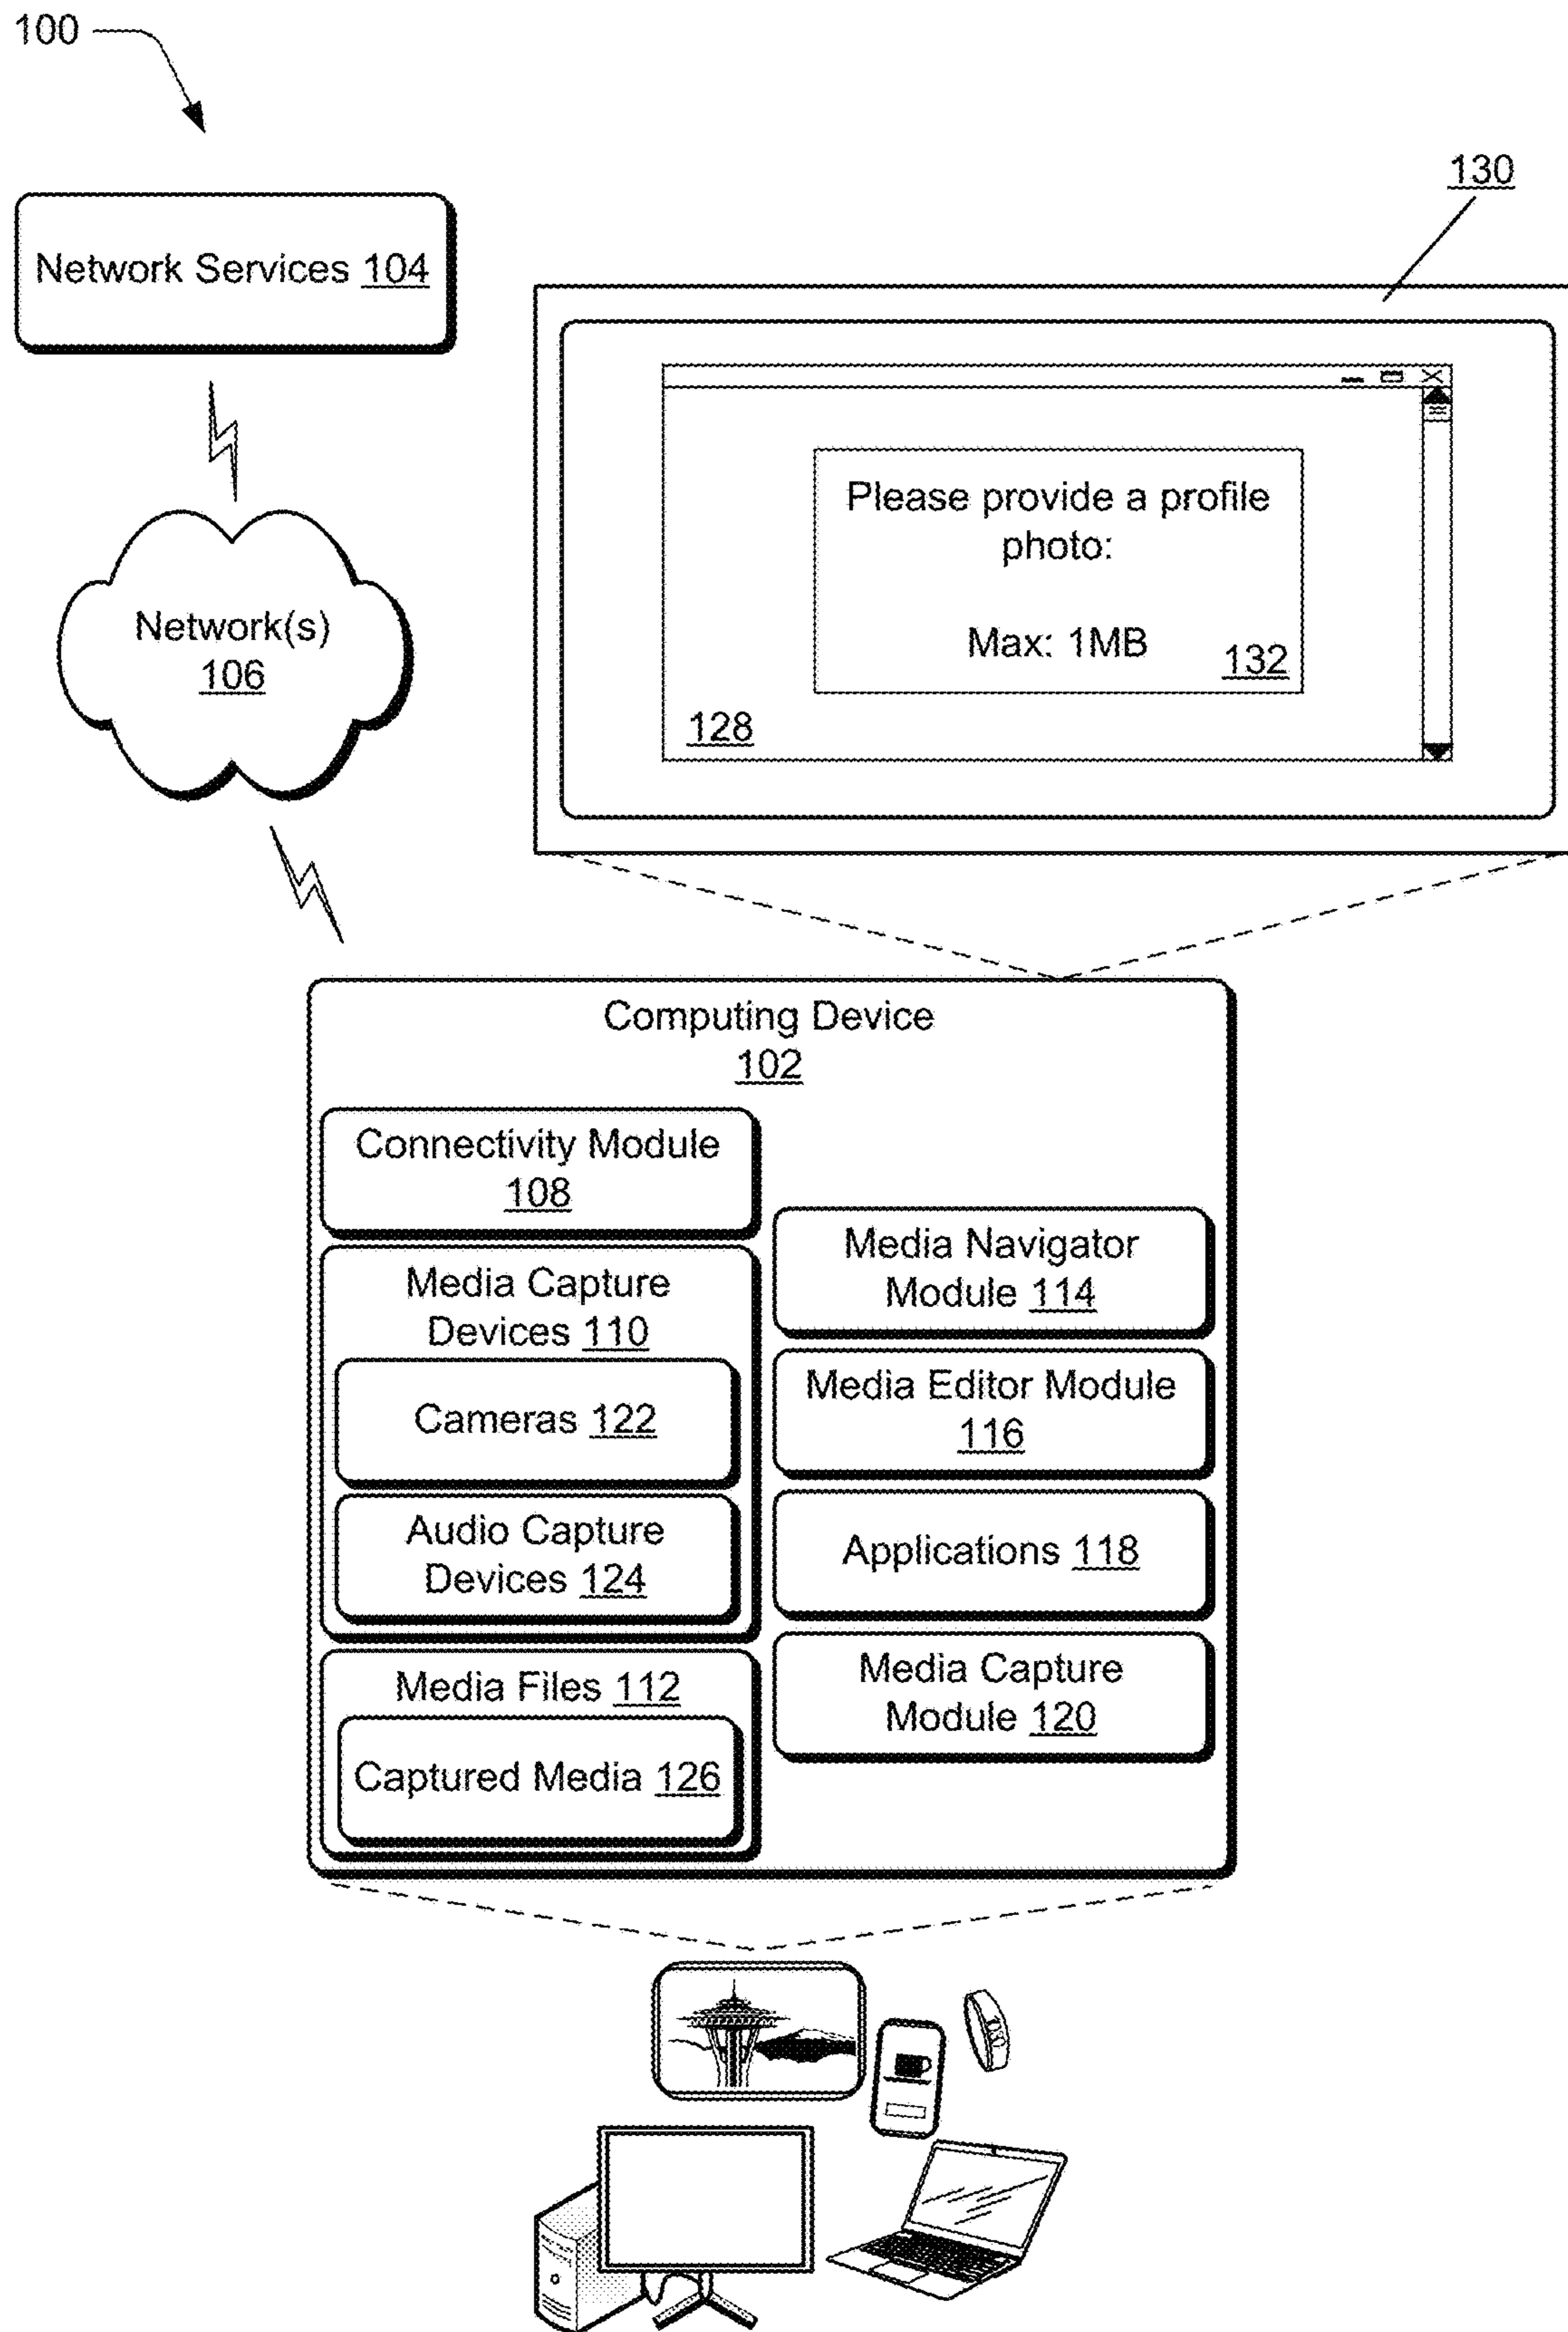 100
Network Services 104
130
Please provide a profile
photo:
Max: 1MB
132
128
Network(s)
106
Computing Device
102
Connectivity Module
108
Media Capture
Devices 110
Cameras 122
Audio Capture
Devices 124
Media Files 112
Captured Media 126
Media Navigator
Module 114
Media Editor Module
116
Applications 118
Media Capture
Module 120